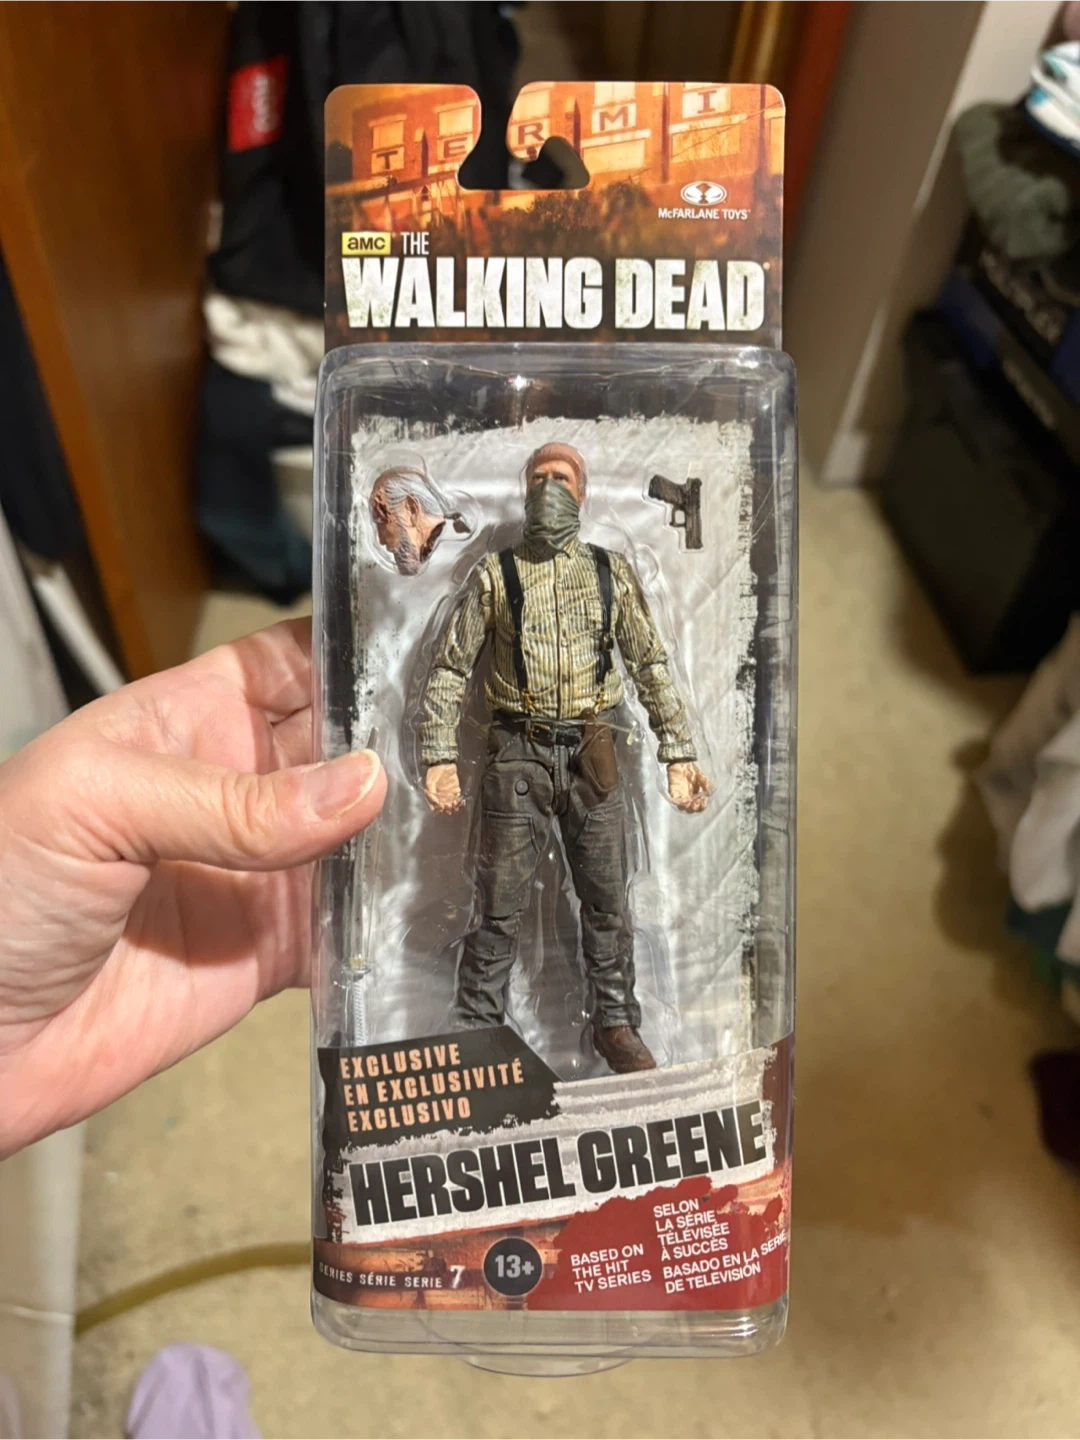 TERMI
McFARLANE TOYS
amc THE
WALKING DEAD
EXCLUSIVE
EN EXCLUSIVITÉ
EXCLUSIVO
HERSHEL GREENE
SERIES SÉRIE SERIE 7
13+
BASED ON
THE HIT
TV SERIES
SELON
LA SÉRIE
TÉLÉVISÉE
À SUCCÈS
BASADO EN LA SERIE
DE TELEVISIÓN